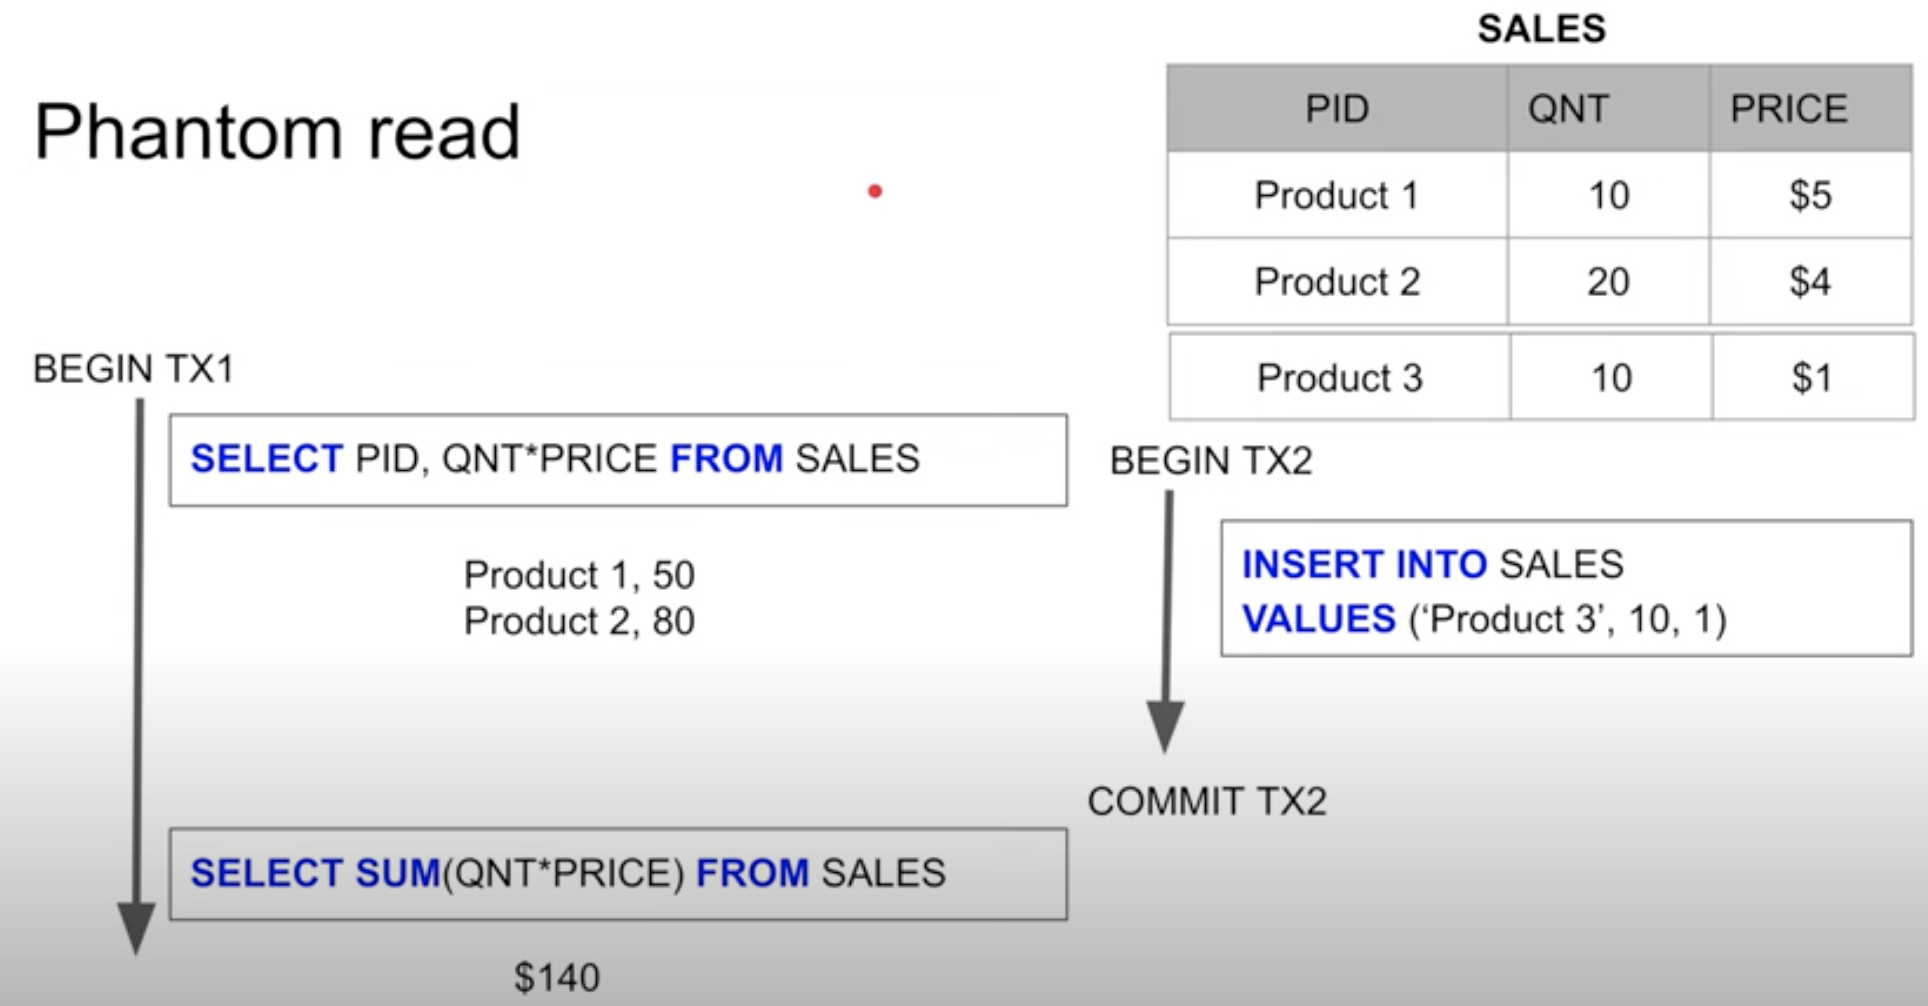 Phantom read
SALES
PID QNT PRICE
Product 1 10 $5
Product 2 20 $4
Product 3 10 $1
BEGIN TX1
SELECT PID, QNT*PRICE FROM SALES
Product 1, 50
Product 2, 80
BEGIN TX2
INSERT INTO SALES
VALUES (‘Product 3’, 10, 1)
COMMIT TX2
SELECT SUM(QNT*PRICE) FROM SALES
$140